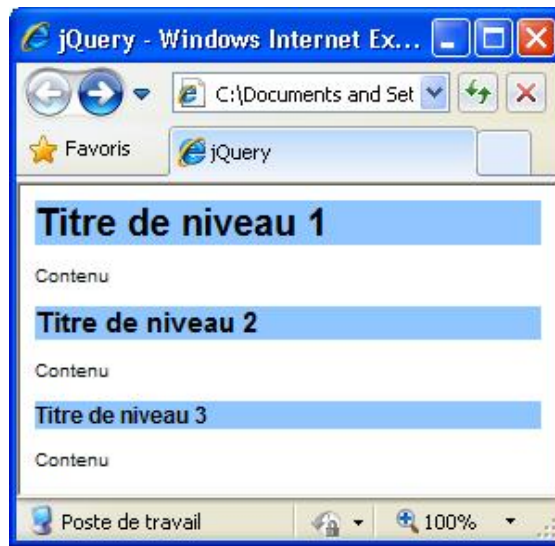 jQuery - Windows Internet Ex...
C:\Documents and Set
Favoris
jQuery
Titre de niveau 1
Contenu
Titre de niveau 2
Contenu
Titre de niveau 3
Contenu
Poste de travail
100%